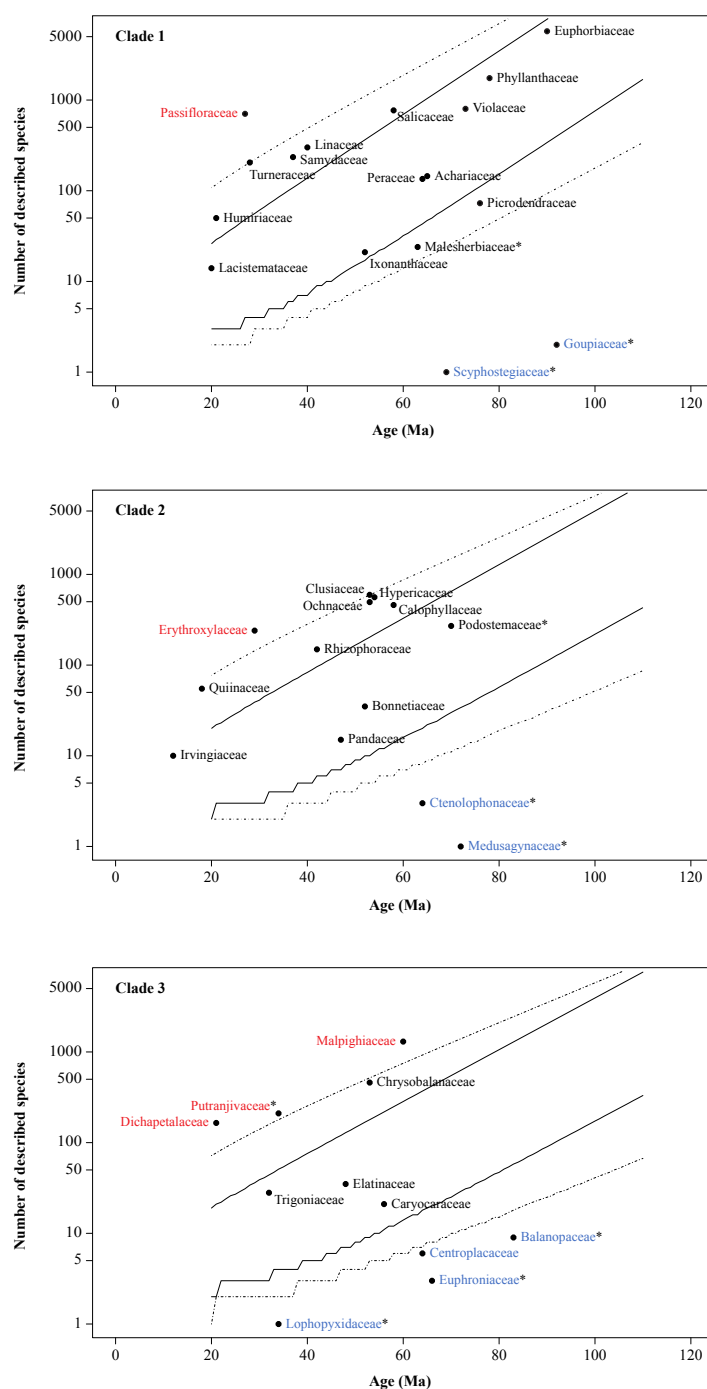 Clade 1
Number of described species
5000
1000
500
100
50
10
5
1
Euphorbiaceae
Phyllanthaceae
Passifloraceae
Salicaceae
Violaceae
Linaceae
Samydaceae
Turneraceae
Peraceae
Achariaceae
Picrodendraceae
Humiriaceae
Malesherbiaceae*
Lacistemataceae
Ixonanthaceae
Goupiaceae*
Scyphostegiaceae*
0 20 40 60 80 100 120
Age (Ma)
Clade 2
Number of described species
5000
1000
500
100
50
10
5
1
Clusiaceae
Hypericaceae
Ochnaceae
Calophyllaceae
Erythroxylaceae
Podostemaceae*
Rhizophoraceae
Quiinaceae
Bonnetiaceae
Pandaceae
Irvingiaceae
Ctenolophonaceae*
Medusagynaceae*
0 20 40 60 80 100 120
Age (Ma)
Clade 3
Number of described species
5000
1000
500
100
50
10
5
1
Malpighiaceae
Chrysobalanaceae
Putranjivaceae*
Dichapetalaceae
Elatinaceae
Trigoniaceae
Caryocaraceae
Balanopaceae*
Centroplacaceae
Euphroniaceae*
Lophopyxidaceae*
0 20 40 60 80 100 120
Age (Ma)